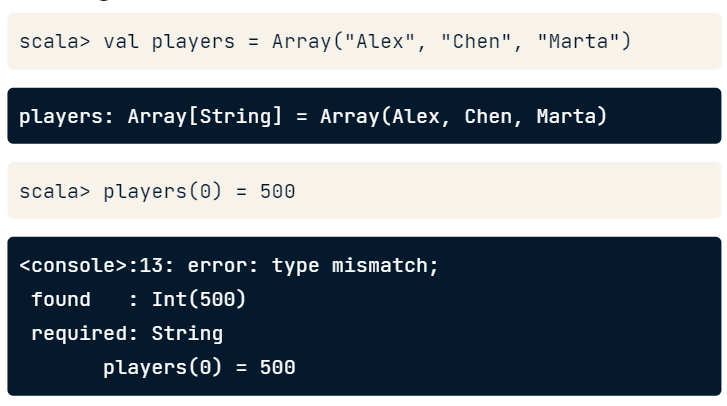 scala> val players = Array("Alex", "Chen", "Marta")
players: Array[String] = Array(Alex, Chen, Marta)
scala> players(0) = 500
<console>:13: error: type mismatch;
 found   : Int(500)
 required: String
       players(0) = 500